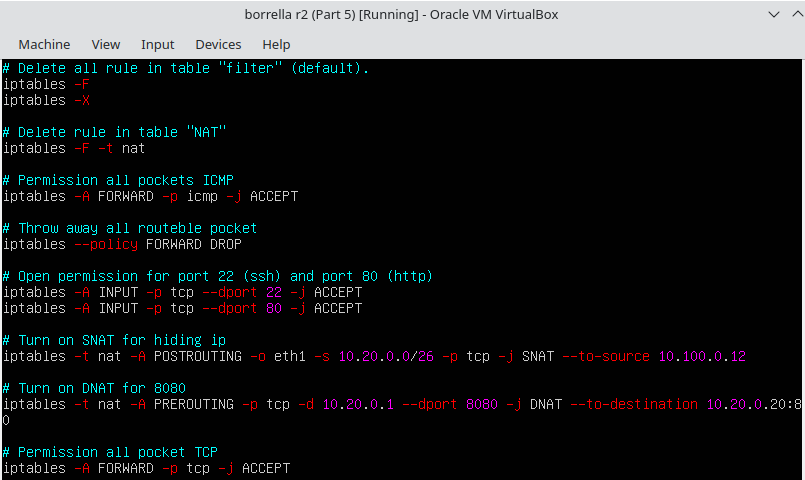 borrella r2 (Part 5) [Running] - Oracle VM VirtualBox
Machine View Input Devices Help
# Delete all rule in table "filter" (default).
iptables -F
iptables -X
# Delete rule in table "NAT"
iptables -F -t nat
# Permission all pockets ICMP
iptables -A FORWARD -p icmp -j ACCEPT
# Throw away all routeble pocket
iptables --policy FORWARD DROP
# Open permission for port 22 (ssh) and port 80 (http)
iptables -A INPUT -p tcp --dport 22 -j ACCEPT
iptables -A INPUT -p tcp --dport 80 -j ACCEPT
# Turn on SNAT for hiding ip
iptables -t nat -A POSTROUTING -o eth1 -s 10.20.0.0/26 -p tcp -j SNAT --to-source 10.100.0.12
# Turn on DNAT for 8080
iptables -t nat -A PREROUTING -p tcp -d 10.20.0.1 --dport 8080 -j DNAT --to-destination 10.20.0.20:8
0
# Permission all pocket TCP
iptables -A FORWARD -p tcp -j ACCEPT